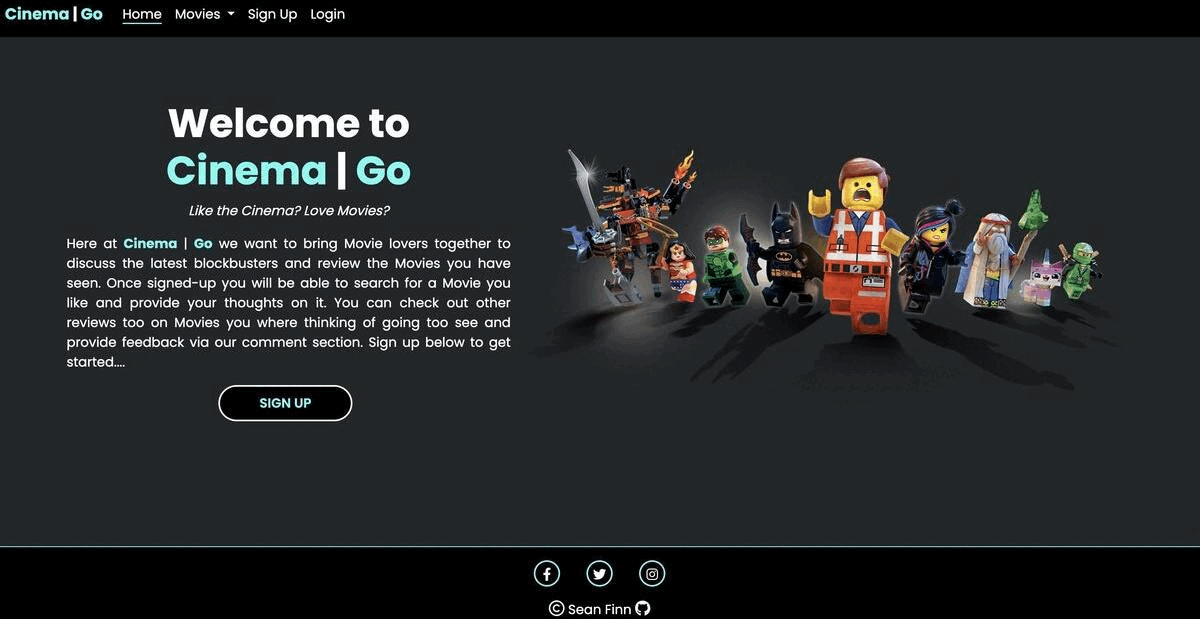 Cinema | Go Home Movies Sign Up Login
Welcome to
Cinema | Go
Like the Cinema? Love Movies?
Here at Cinema | Go we want to bring Movie lovers together to
discuss the latest blockbusters and review the Movies you have
seen. Once signed-up you will be able to search for a Movie you
like and provide your thoughts on it. You can check out other
reviews too on Movies you where thinking of going too see and
provide feedback via our comment section. Sign up below to get
started....
SIGN UP
© Sean Finn